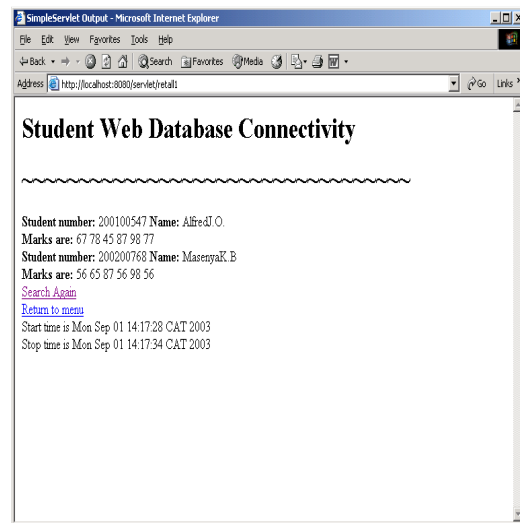 SimpleServlet Output - Microsoft Internet Explorer
File Edit View Favorites Tools Help
Back Search Favorites Media
Address http://localhost:8080/servlet/retall1 Go Links
Student Web Database Connectivity
~~~~~~~~~~~~~~~~~~~~~~~~~~~~~~~~~
Student number: 200100547 Name: AlfredJ.O.
Marks are: 67 78 45 87 98 77
Student number: 200200768 Name: MasenyaK.B
Marks are: 56 65 87 56 98 56
Search Again
Return to menu
Start time is Mon Sep 01 14:17:28 CAT 2003
Stop time is Mon Sep 01 14:17:34 CAT 2003